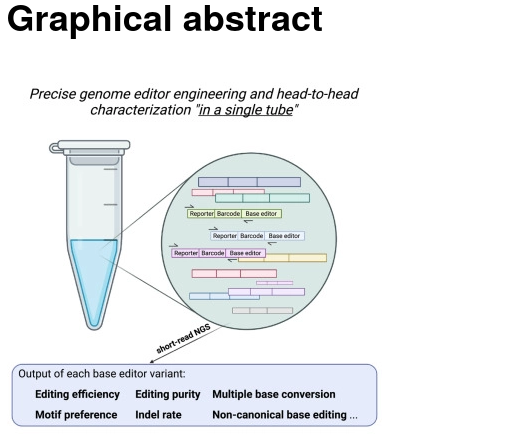 Graphical abstract
Precise genome editor engineering and head-to-head
characterization "in a single tube"
Reporter Barcode Base editor
Reporter Barcode Base editor
Reporter Barcode Base editor
short-read NGS
Output of each base editor variant:
Editing efficiency Editing purity Multiple base conversion
Motif preference Indel rate Non-canonical base editing ...